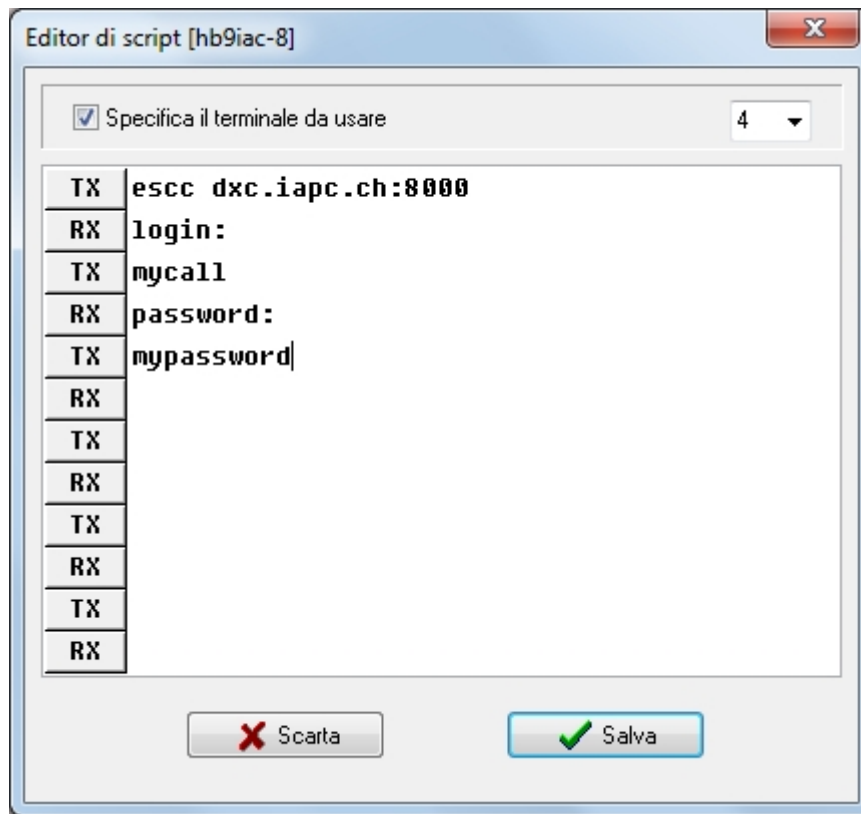 Editor di script [hb9iac-8]
Specifica il terminale da usare 4
TX escc dxc.iapc.ch:8000
RX login:
TX mycall
RX password:
TX mypassword
RX
TX
RX
TX
RX
TX
RX
Scarta Salva